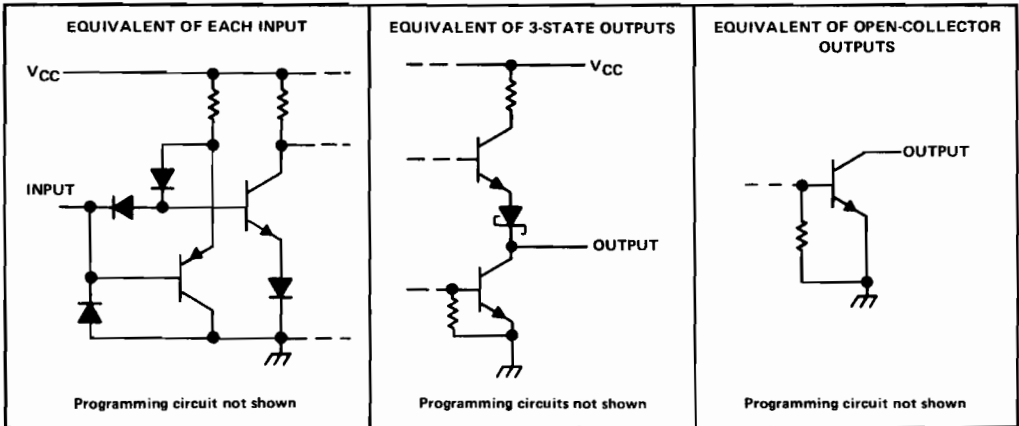 EQUIVALENT OF EACH INPUT
VCC
INPUT
Programming circuit not shown
EQUIVALENT OF 3-STATE OUTPUTS
VCC
OUTPUT
Programming circuits not shown
EQUIVALENT OF OPEN-COLLECTOR
OUTPUTS
OUTPUT
Programming circuit not shown